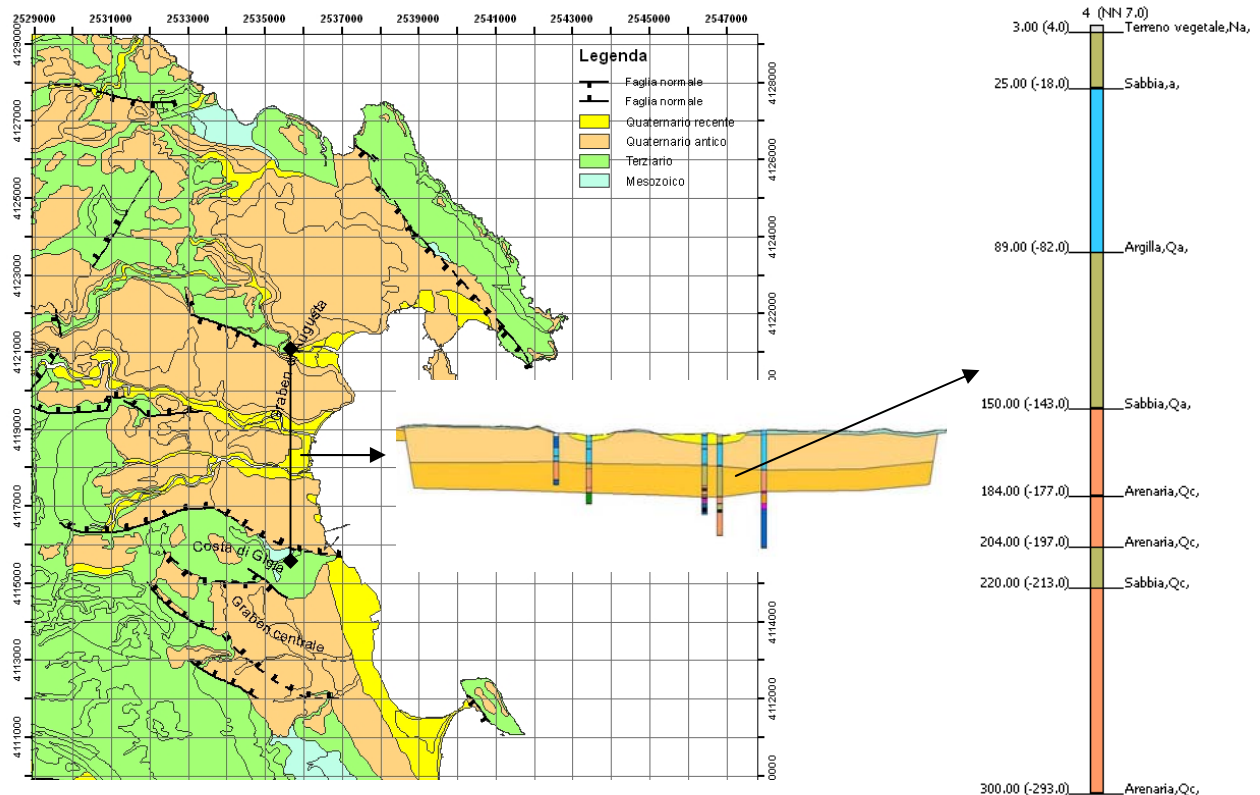 2529000 2531000 2533000 2535000 2537000 2539000 2541000 2543000 2545000 2547000
4129000
4127000
4125000
4123000
4121000
4119000
4117000
4115000
4113000
4111000
Legenda
Faglia normale
Faglia normale
Quaternario recente
Quaternario antico
Terziario
Mesozoico
4128000
4126000
4124000
4122000
00
4114000
4112000
0000
Graben di Augusta
Costa di Gigia
Graben centrale
4 (NN 7.0)
3.00 (4.0) Terreno vegetale,Na,
25.00 (-18.0) Sabbia,a,
89.00 (-82.0) Argilla,Qa,
150.00 (-143.0) Sabbia,Qa,
184.00 (-177.0) Arenaria,Qc,
204.00 (-197.0) Arenaria,Qc,
220.00 (-213.0) Sabbia,Qc,
300.00 (-293.0) Arenaria,Qc,